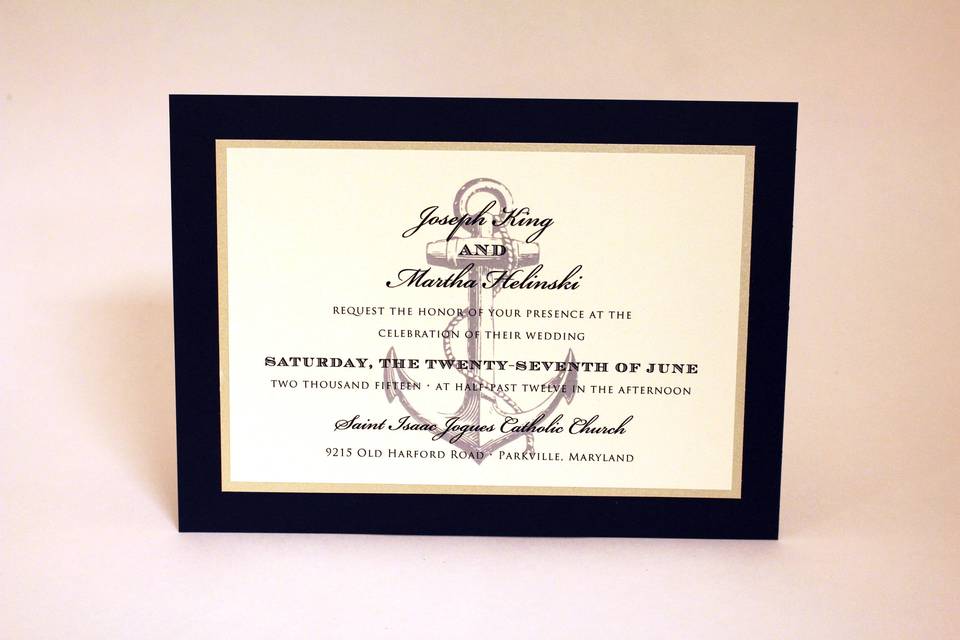 Joseph King
AND
Martha Helinski
REQUEST THE HONOR OF YOUR PRESENCE AT THE
CELEBRATION OF THEIR WEDDING
SATURDAY, THE TWENTY-SEVENTH OF JUNE
TWO THOUSAND FIFTEEN · AT HALF-PAST TWELVE IN THE AFTERNOON
Saint Isaac Jogues Catholic Church
9215 OLD HARFORD ROAD · PARKVILLE, MARYLAND